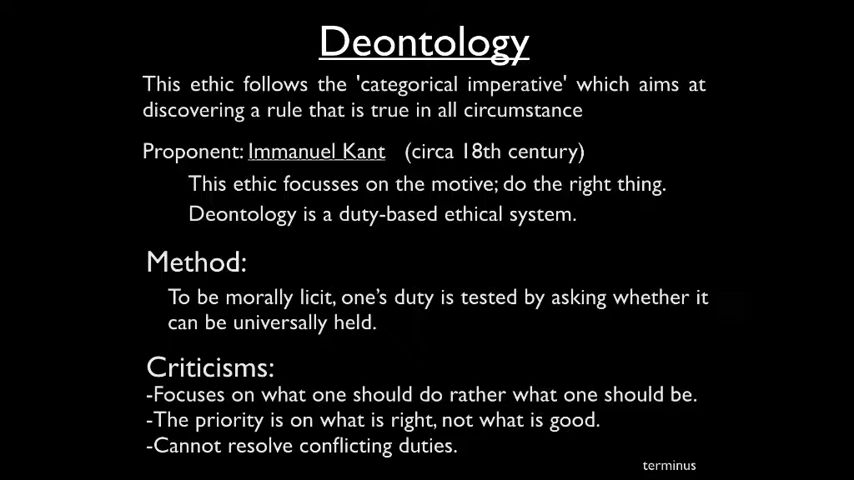 Deontology
This ethic follows the 'categorical imperative' which aims at
discovering a rule that is true in all circumstance
Proponent: Immanuel Kant (circa 18th century)
This ethic focusses on the motive; do the right thing.
Deontology is a duty-based ethical system.
Method:
To be morally licit, one's duty is tested by asking whether it
can be universally held.
Criticisms:
-Focuses on what one should do rather what one should be.
-The priority is on what is right, not what is good.
-Cannot resolve conflicting duties.
terminus